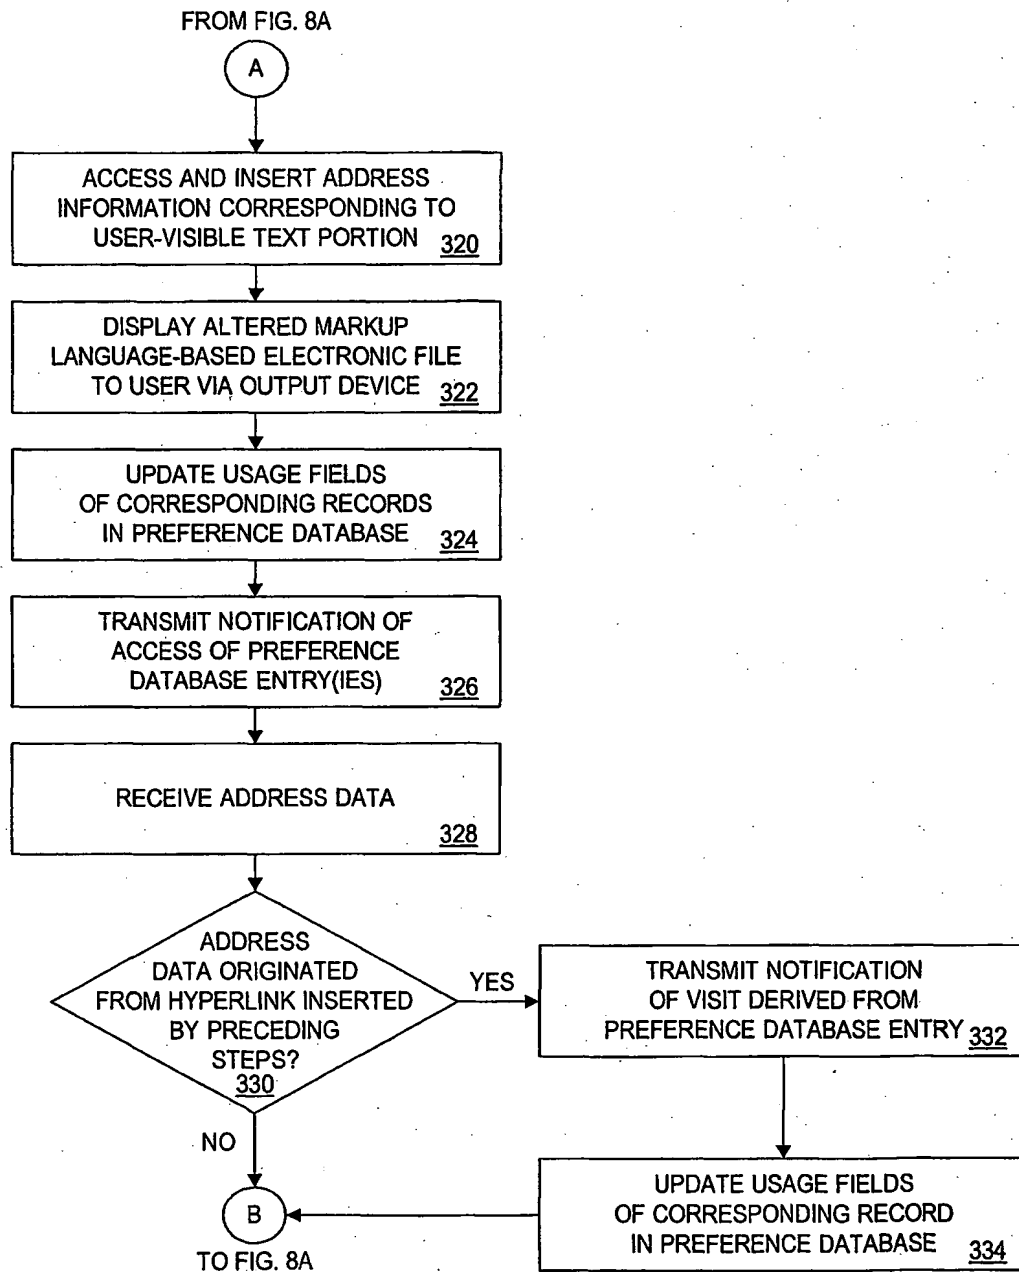 FROM FIG. 8A
A
ACCESS AND INSERT ADDRESS
INFORMATION CORRESPONDING TO
USER-VISIBLE TEXT PORTION
320
DISPLAY ALTERED MARKUP
LANGUAGE-BASED ELECTRONIC FILE
TO USER VIA OUTPUT DEVICE
322
UPDATE USAGE FIELDS
OF CORRESPONDING RECORDS
IN PREFERENCE DATABASE
324
TRANSMIT NOTIFICATION OF
ACCESS OF PREFERENCE
DATABASE ENTRY(IES)
326
RECEIVE ADDRESS DATA
328
ADDRESS
DATA ORIGINATED
FROM HYPERLINK INSERTED
BY PRECEDING
STEPS?
330
YES
TRANSMIT NOTIFICATION
OF VISIT DERIVED FROM
PREFERENCE DATABASE ENTRY
332
NO
UPDATE USAGE FIELDS
OF CORRESPONDING RECORD
IN PREFERENCE DATABASE
334
B
TO FIG. 8A